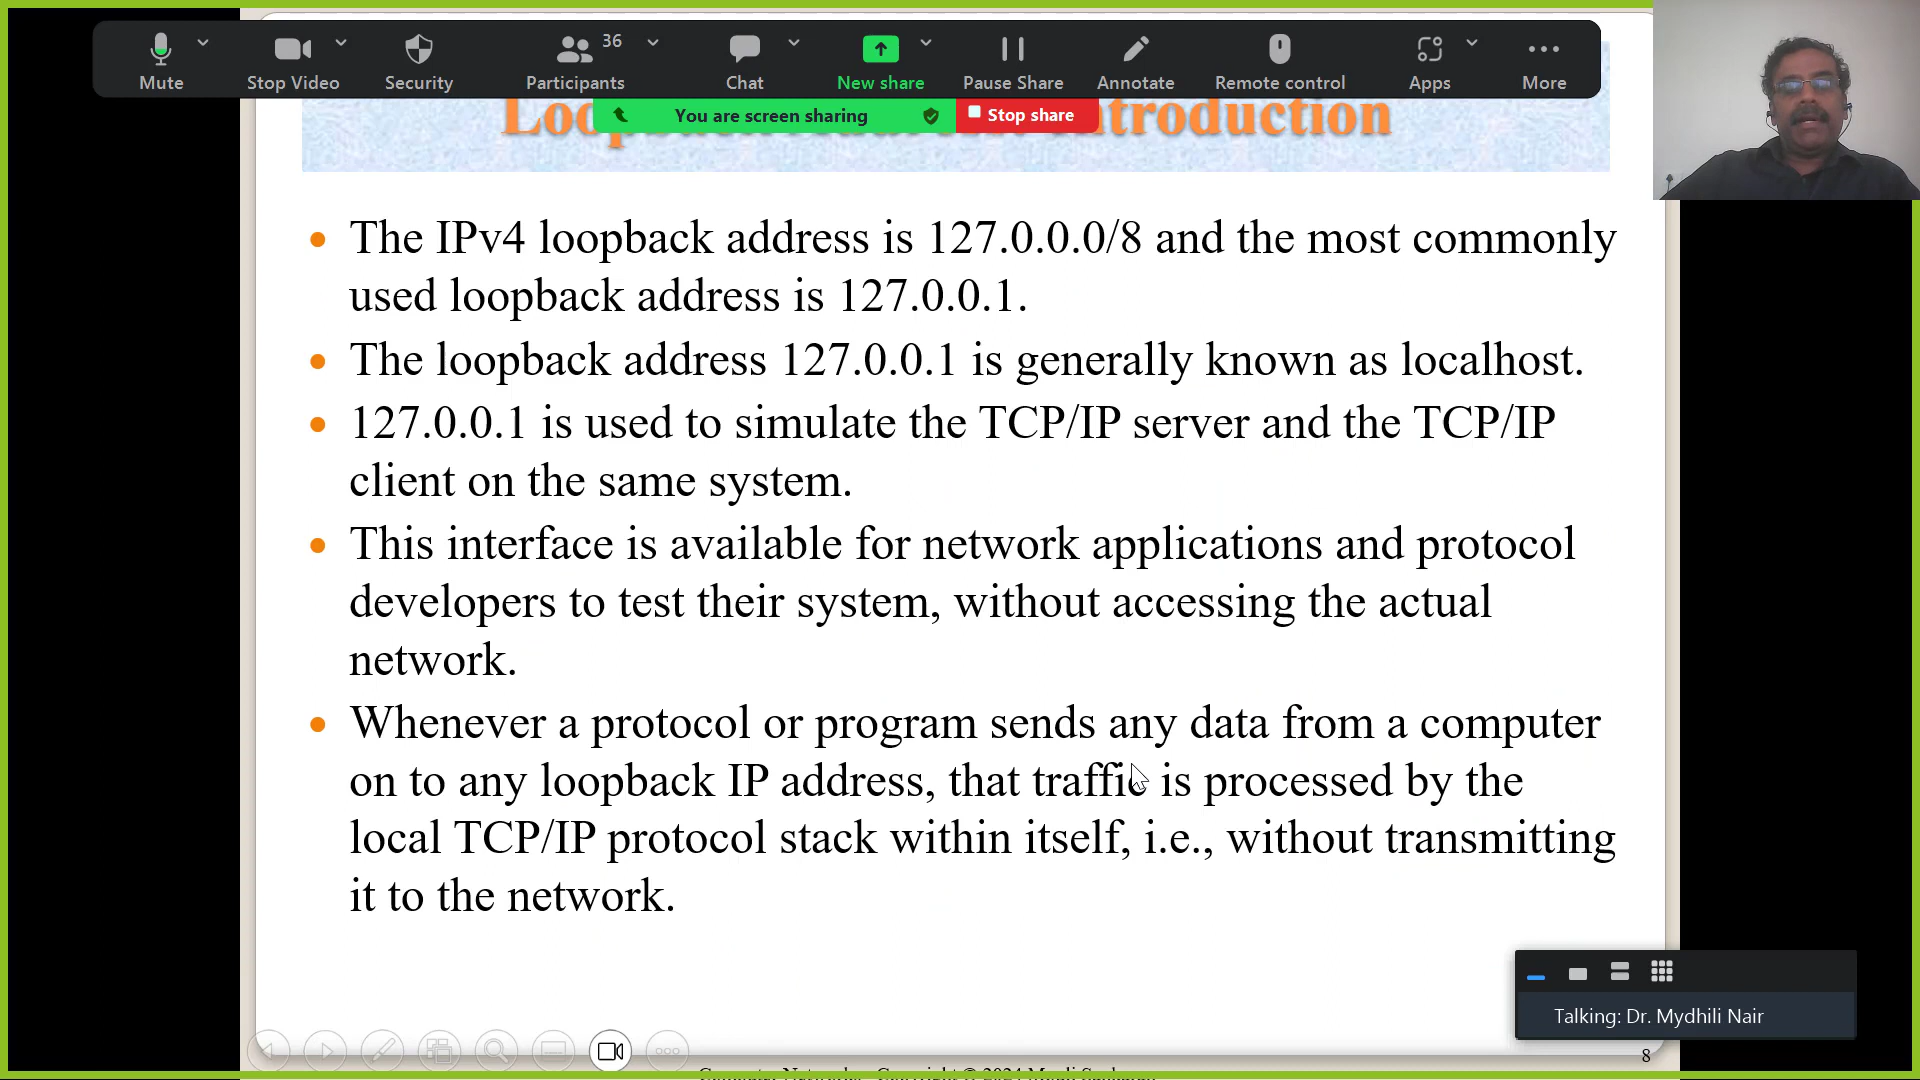 36
Mute
Stop Video
Security
Participants
Chat
New share
Pause Share
Annotate
Remote control
Apps
More
You are screen sharing
Stop share
The IPv4 loopback address is 127.0.0.0/8 and the most commonly
used loopback address is 127.0.0.1.
The loopback address 127.0.0.1 is generally known as localhost.
127.0.0.1 is used to simulate the TCP/IP server and the TCP/IP
client on the same system.
This interface is available for network applications and protocol
developers to test their system, without accessing the actual
network.
Whenever a protocol or program sends any data from a computer
on to any loopback IP address, that traffic is processed by the
local TCP/IP protocol stack within itself, i.e., without transmitting
it to the network.
Talking: Dr. Mydhili Nair
8